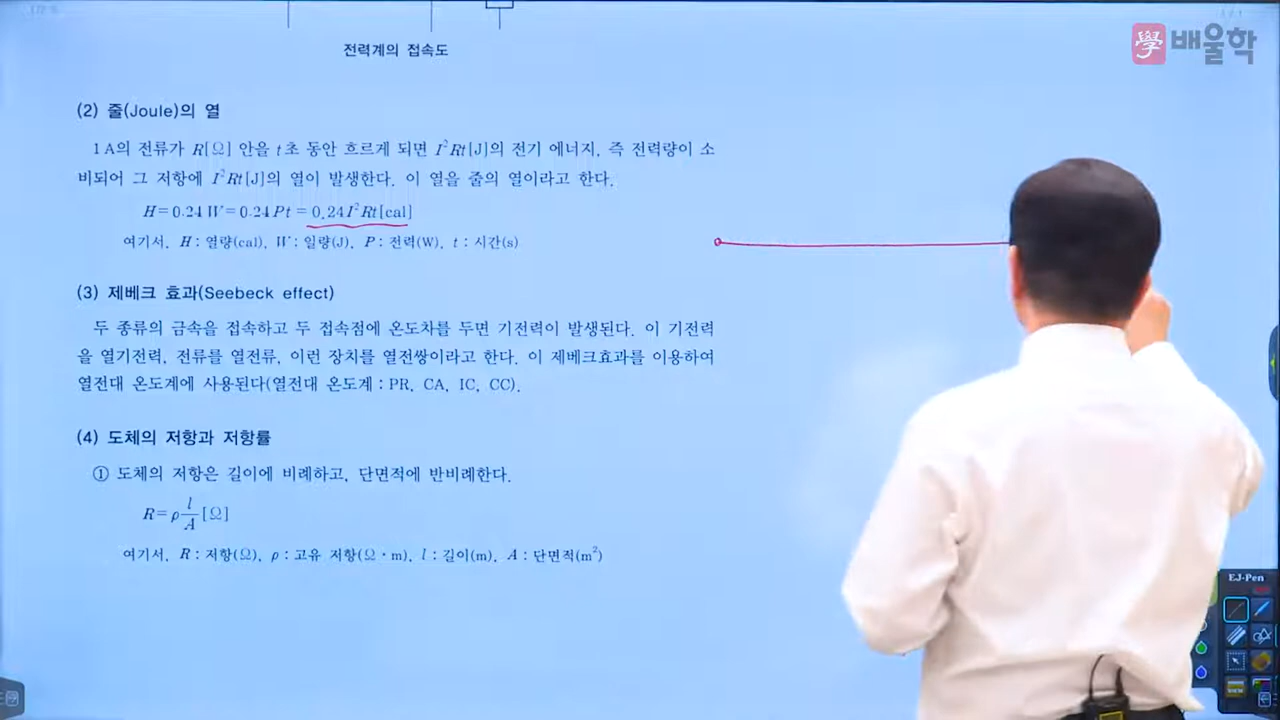 전력계의 접속도
學 배울학
(2) 줄(Joule)의 열
1 A의 전류가 R[Ω] 안을 t초 동안 흐르게 되면 I²Rt[J]의 전기 에너지, 즉 전력량이 소
비되어 그 저항에 I²Rt[J]의 열이 발생한다. 이 열을 줄의 열이라고 한다.
H=0.24 W=0.24 Pt=0.24I²Rt[cal]
여기서, H : 열량(cal), W : 일량(J), P : 전력(W), t : 시간(s)
(3) 제베크 효과(Seebeck effect)
두 종류의 금속을 접속하고 두 접속점에 온도차를 두면 기전력이 발생된다. 이 기전력
을 열기전력, 전류를 열전류, 이런 장치를 열전쌍이라고 한다. 이 제베크효과를 이용하여
열전대 온도계에 사용된다(열전대 온도계 : PR, CA, IC, CC).
(4) 도체의 저항과 저항률
① 도체의 저항은 길이에 비례하고, 단면적에 반비례한다.
R=ρ l/A [Ω]
여기서, R : 저항(Ω), ρ : 고유 저항(Ω·m), l : 길이(m), A : 단면적(m²)
EJ-Pen